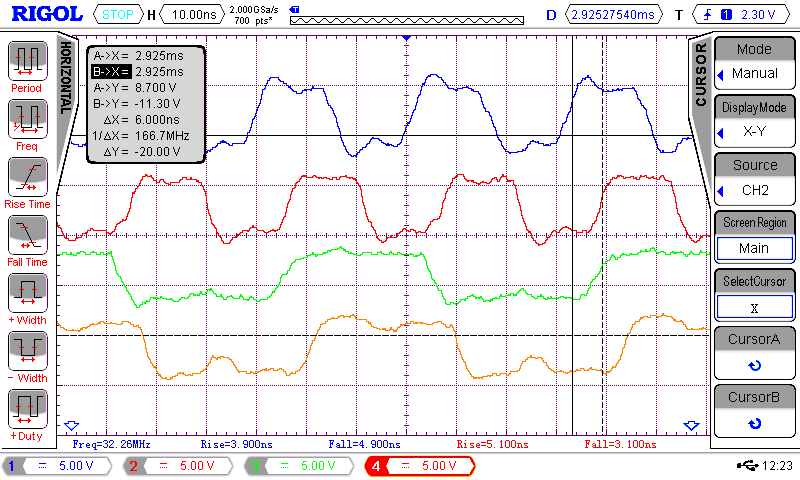 RIGOL STOP H 10.00ns 2.000GSa/s 700 pts* T D 2.92527540ms T 1 2.30 V
HORIZONTAL
Period
Freq
Rise Time
Fall Time
+Width
- Width
+Duty
A->X= 2.925ms
B->X= 2.925ms
A->Y= 8.700 V
B->Y= -11.30 V
ΔX= 6.000ns
1/ΔX= 166.7MHz
ΔY= -20.00 V
CURSOR
Mode
Manual
DisplayMode
X-Y
Source
CH2
Screen Region
Main
SelectCursor
X
CursorA
CursorB
Freq=32.26MHz Rise=3.900ns Fall=4.900ns Rise=5.100ns Fall=3.100ns
1 5.00 V 2 5.00 V 3 5.00 V 4 5.00 V 12:23